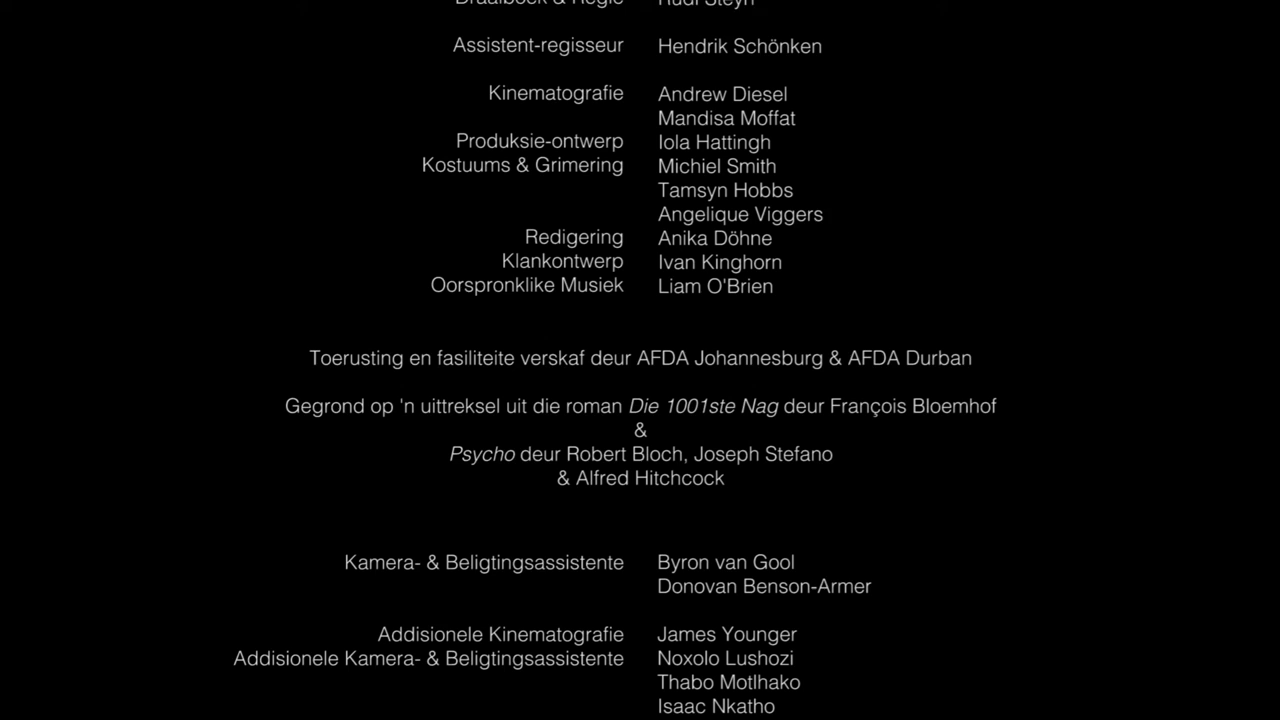 Draaiboek & Regie Rudi Steyn
Assistent-regisseur Hendrik Schönken
Kinematografie Andrew Diesel
Mandisa Moffat
Produksie-ontwerp Iola Hattingh
Kostuums & Grimering Michiel Smith
Tamsyn Hobbs
Angelique Viggers
Redigering Anika Döhne
Klankontwerp Ivan Kinghorn
Oorspronklike Musiek Liam O'Brien
Toerusting en fasiliteite verskaf deur AFDA Johannesburg & AFDA Durban
Gegrond op 'n uittreksel uit die roman Die 1001ste Nag deur François Bloemhof
&
Psycho deur Robert Bloch, Joseph Stefano
& Alfred Hitchcock
Kamera- & Beligtingsassistente Byron van Gool
Donovan Benson-Armer
Addisionele Kinematografie James Younger
Addisionele Kamera- & Beligtingsassistente Noxolo Lushozi
Thabo Motlhako
Isaac Nkatho